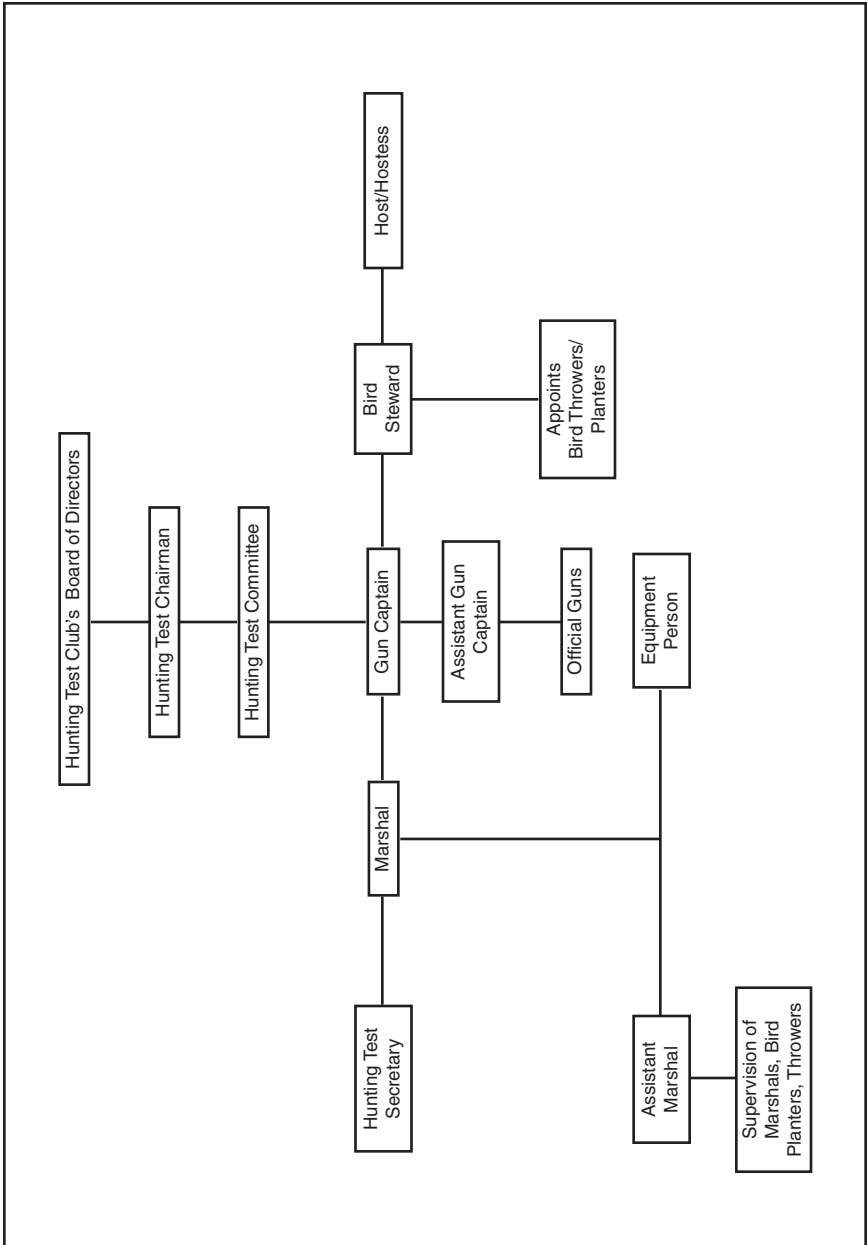 Hunting Test Club's Board of Directors
Hunting Test Chairman
Hunting Test Committee
Hunting Test
Secretary
Marshal
Gun Captain
Bird
Steward
Host/Hostess
Assistant Gun
Captain
Appoints
Bird Throwers/
Planters
Official Guns
Assistant
Marshal
Equipment
Person
Supervision of
Marshals, Bird
Planters, Throwers